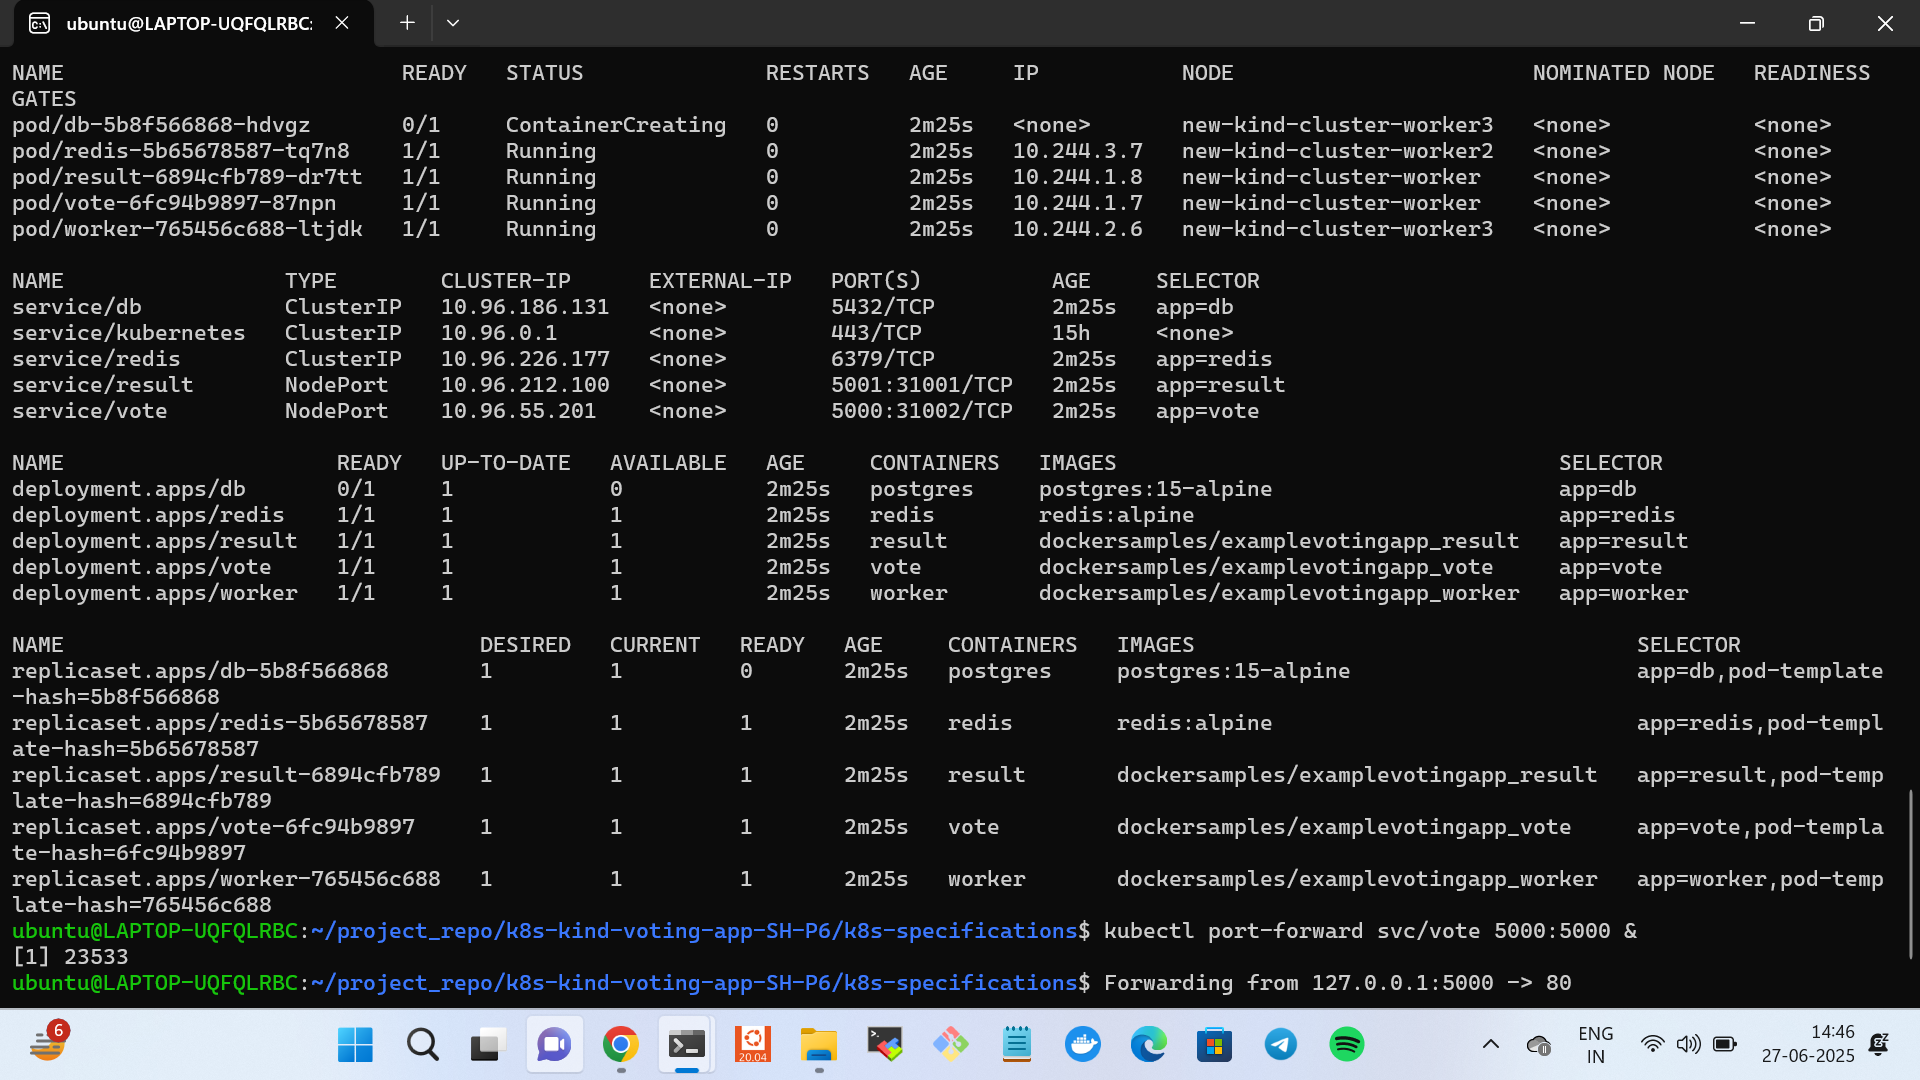 ubuntu@LAPTOP-UQFQLRBC:
NAME READY STATUS RESTARTS AGE IP NODE NOMINATED NODE READINESS
GATES
pod/db-5b8f566868-hdvgz 0/1 ContainerCreating 0 2m25s <none> new-kind-cluster-worker3 <none> <none>
pod/redis-5b65678587-tq7n8 1/1 Running 0 2m25s 10.244.3.7 new-kind-cluster-worker2 <none> <none>
pod/result-6894cfb789-dr7tt 1/1 Running 0 2m25s 10.244.1.8 new-kind-cluster-worker <none> <none>
pod/vote-6fc94b9897-87npn 1/1 Running 0 2m25s 10.244.1.7 new-kind-cluster-worker <none> <none>
pod/worker-765456c688-ltjdk 1/1 Running 0 2m25s 10.244.2.6 new-kind-cluster-worker3 <none> <none>
NAME TYPE CLUSTER-IP EXTERNAL-IP PORT(S) AGE SELECTOR
service/db ClusterIP 10.96.186.131 <none> 5432/TCP 2m25s app=db
service/kubernetes ClusterIP 10.96.0.1 <none> 443/TCP 15h <none>
service/redis ClusterIP 10.96.226.177 <none> 6379/TCP 2m25s app=redis
service/result NodePort 10.96.212.100 <none> 5001:31001/TCP 2m25s app=result
service/vote NodePort 10.96.55.201 <none> 5000:31002/TCP 2m25s app=vote
NAME READY UP-TO-DATE AVAILABLE AGE CONTAINERS IMAGES SELECTOR
deployment.apps/db 0/1 1 0 2m25s postgres postgres:15-alpine app=db
deployment.apps/redis 1/1 1 1 2m25s redis redis:alpine app=redis
deployment.apps/result 1/1 1 1 2m25s result dockersamples/examplevotingapp_result app=result
deployment.apps/vote 1/1 1 1 2m25s vote dockersamples/examplevotingapp_vote app=vote
deployment.apps/worker 1/1 1 1 2m25s worker dockersamples/examplevotingapp_worker app=worker
NAME DESIRED CURRENT READY AGE CONTAINERS IMAGES SELECTOR
replicaset.apps/db-5b8f566868 1 1 0 2m25s postgres postgres:15-alpine app=db,pod-template
-hash=5b8f566868
replicaset.apps/redis-5b65678587 1 1 1 2m25s redis redis:alpine app=redis,pod-templ
ate-hash=5b65678587
replicaset.apps/result-6894cfb789 1 1 1 2m25s result dockersamples/examplevotingapp_result app=result,pod-temp
late-hash=6894cfb789
replicaset.apps/vote-6fc94b9897 1 1 1 2m25s vote dockersamples/examplevotingapp_vote app=vote,pod-templa
te-hash=6fc94b9897
replicaset.apps/worker-765456c688 1 1 1 2m25s worker dockersamples/examplevotingapp_worker app=worker,pod-temp
late-hash=765456c688
ubuntu@LAPTOP-UQFQLRBC:~/project_repo/k8s-kind-voting-app-SH-P6/k8s-specifications$ kubectl port-forward svc/vote 5000:5000 &
[1] 23533
ubuntu@LAPTOP-UQFQLRBC:~/project_repo/k8s-kind-voting-app-SH-P6/k8s-specifications$ Forwarding from 127.0.0.1:5000 -> 80
6
20.04
ENG
IN
14:46
27-06-2025